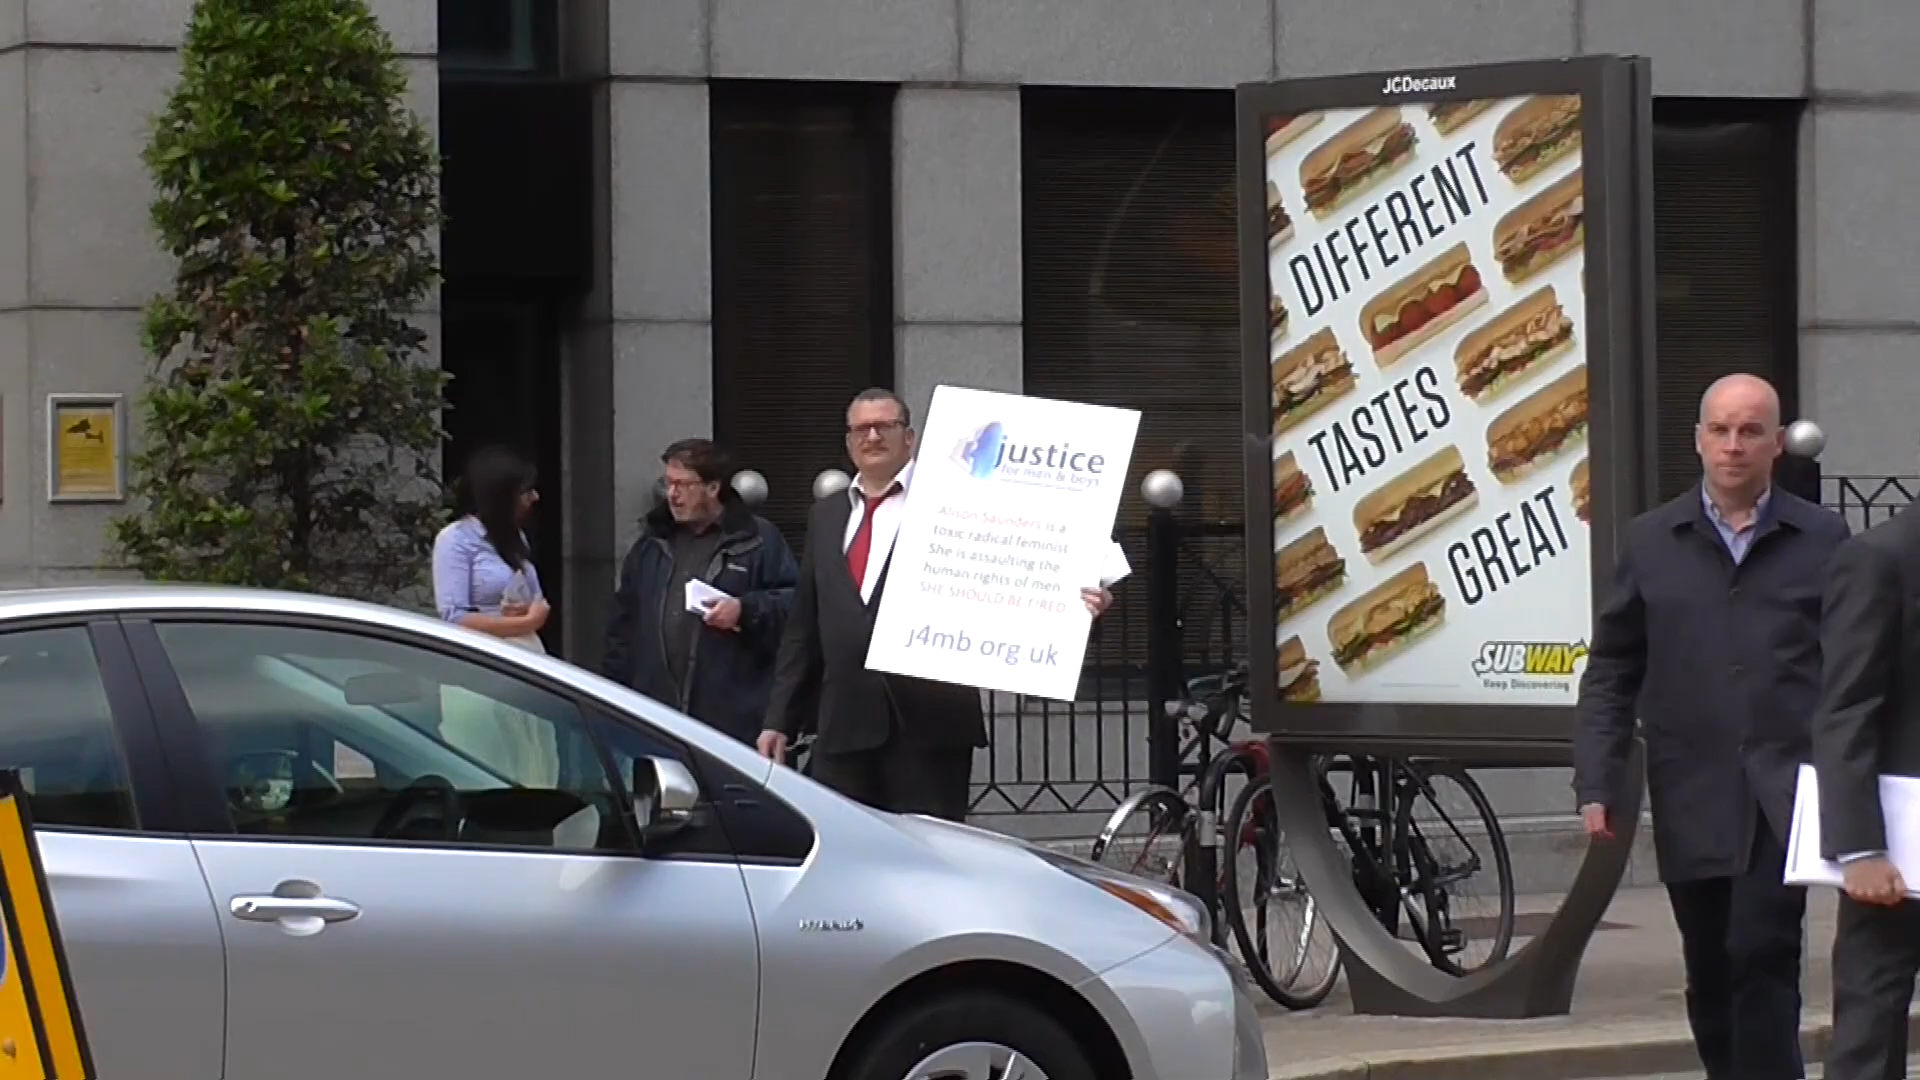 JCDecaux
DIFFERENT
TASTES
GREAT
SUBWAY
Keep Discovering
justice
for men & boys
Alison Saunders is a
toxic radical feminist
She is assaulting the
human rights of men
SHE SHOULD BE FIRED
j4mb org uk
HYBRID